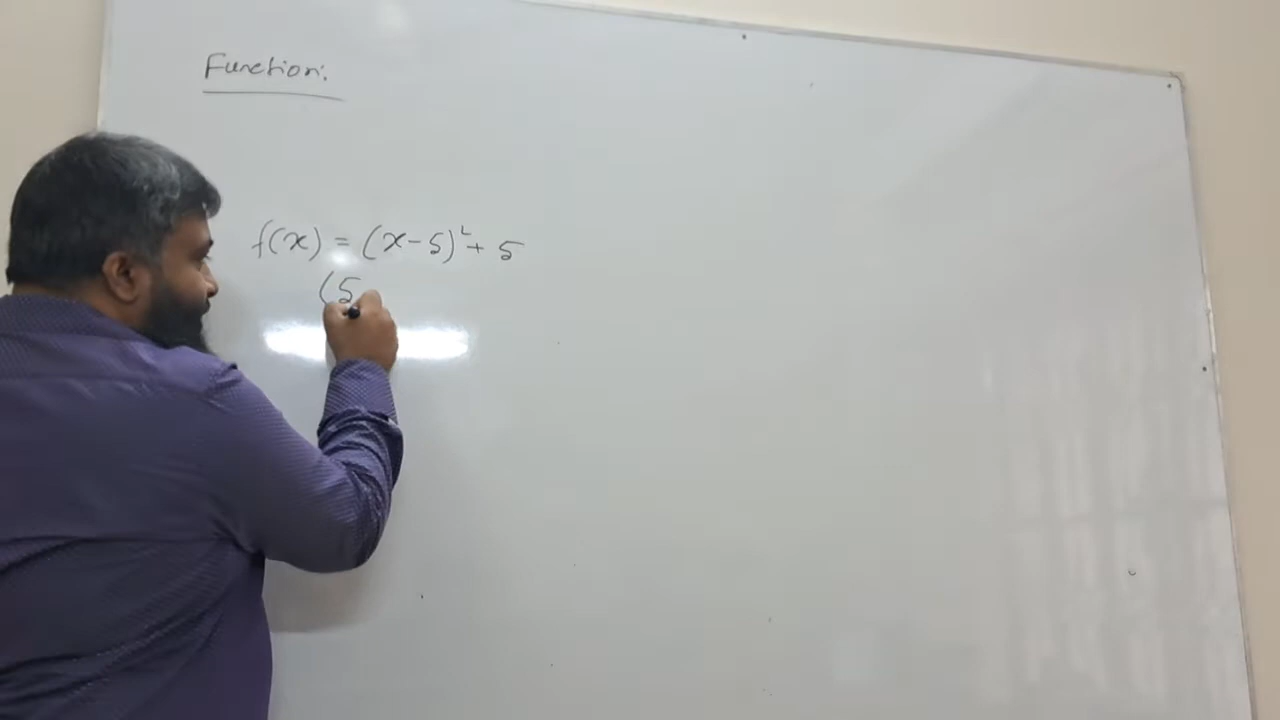 Function:
f(x) = (x-5)²+ 5
(5